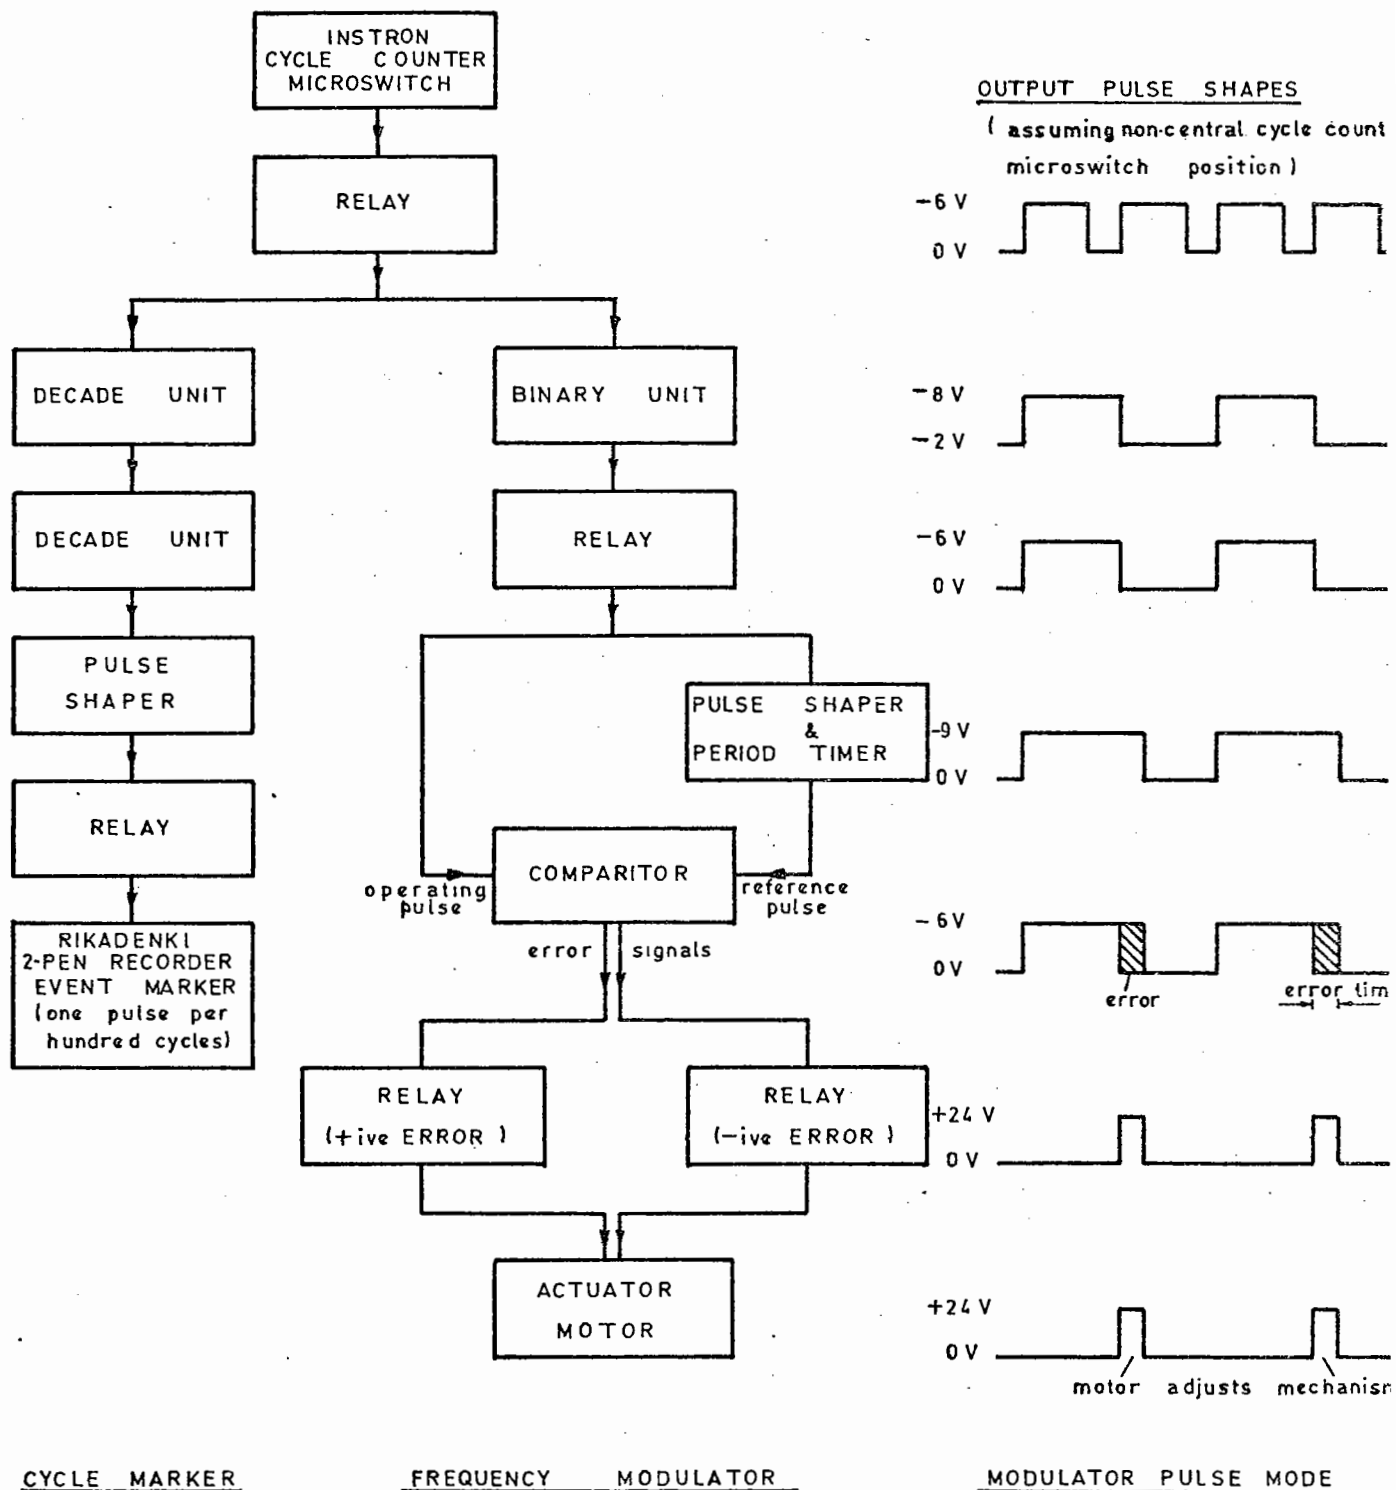 INSTRON
CYCLE COUNTER
MICROSWITCH
RELAY
DECADE UNIT
DECADE UNIT
PULSE
SHAPER
RELAY
RIKADENKI
2-PEN RECORDER
EVENT MARKER
(one pulse per
hundred cycles)
BINARY UNIT
RELAY
PULSE SHAPER
&
PERIOD TIMER
COMPARITOR
operating
pulse
reference
pulse
error signals
RELAY
(+ive ERROR)
RELAY
(-ive ERROR)
ACTUATOR
MOTOR
OUTPUT PULSE SHAPES
( assuming non-central cycle count
microswitch position )
-6 V
0 V
-8 V
-2 V
-6 V
0 V
-9 V
0 V
-6 V
0 V
error
error tim
+24 V
0 V
+24 V
0 V
motor adjusts mechanism
CYCLE MARKER
FREQUENCY MODULATOR
MODULATOR PULSE MODE